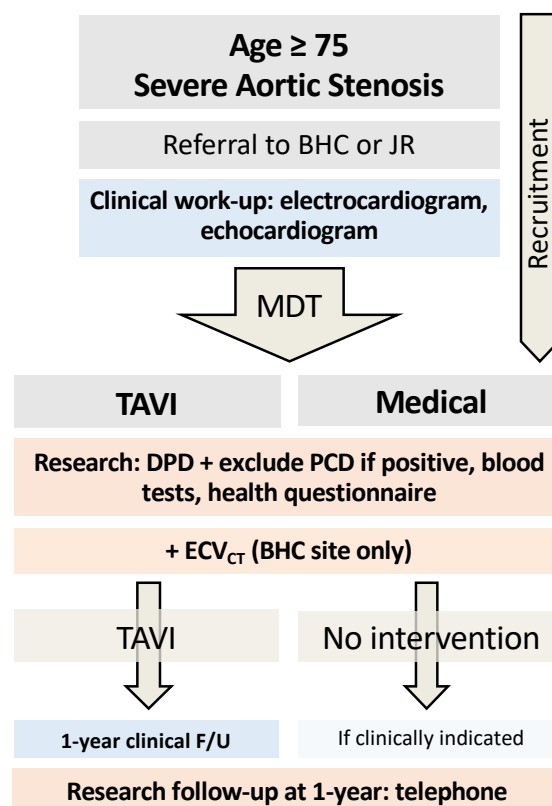 Age ≥ 75
Severe Aortic Stenosis
Referral to BHC or JR
Clinical work-up: electrocardiogram,
echocardiogram
Recruitment
MDT
TAVI
Medical
Research: DPD + exclude PCD if positive, blood
tests, health questionnaire
+ ECVCT (BHC site only)
TAVI
No intervention
1-year clinical F/U
If clinically indicated
Research follow-up at 1-year: telephone